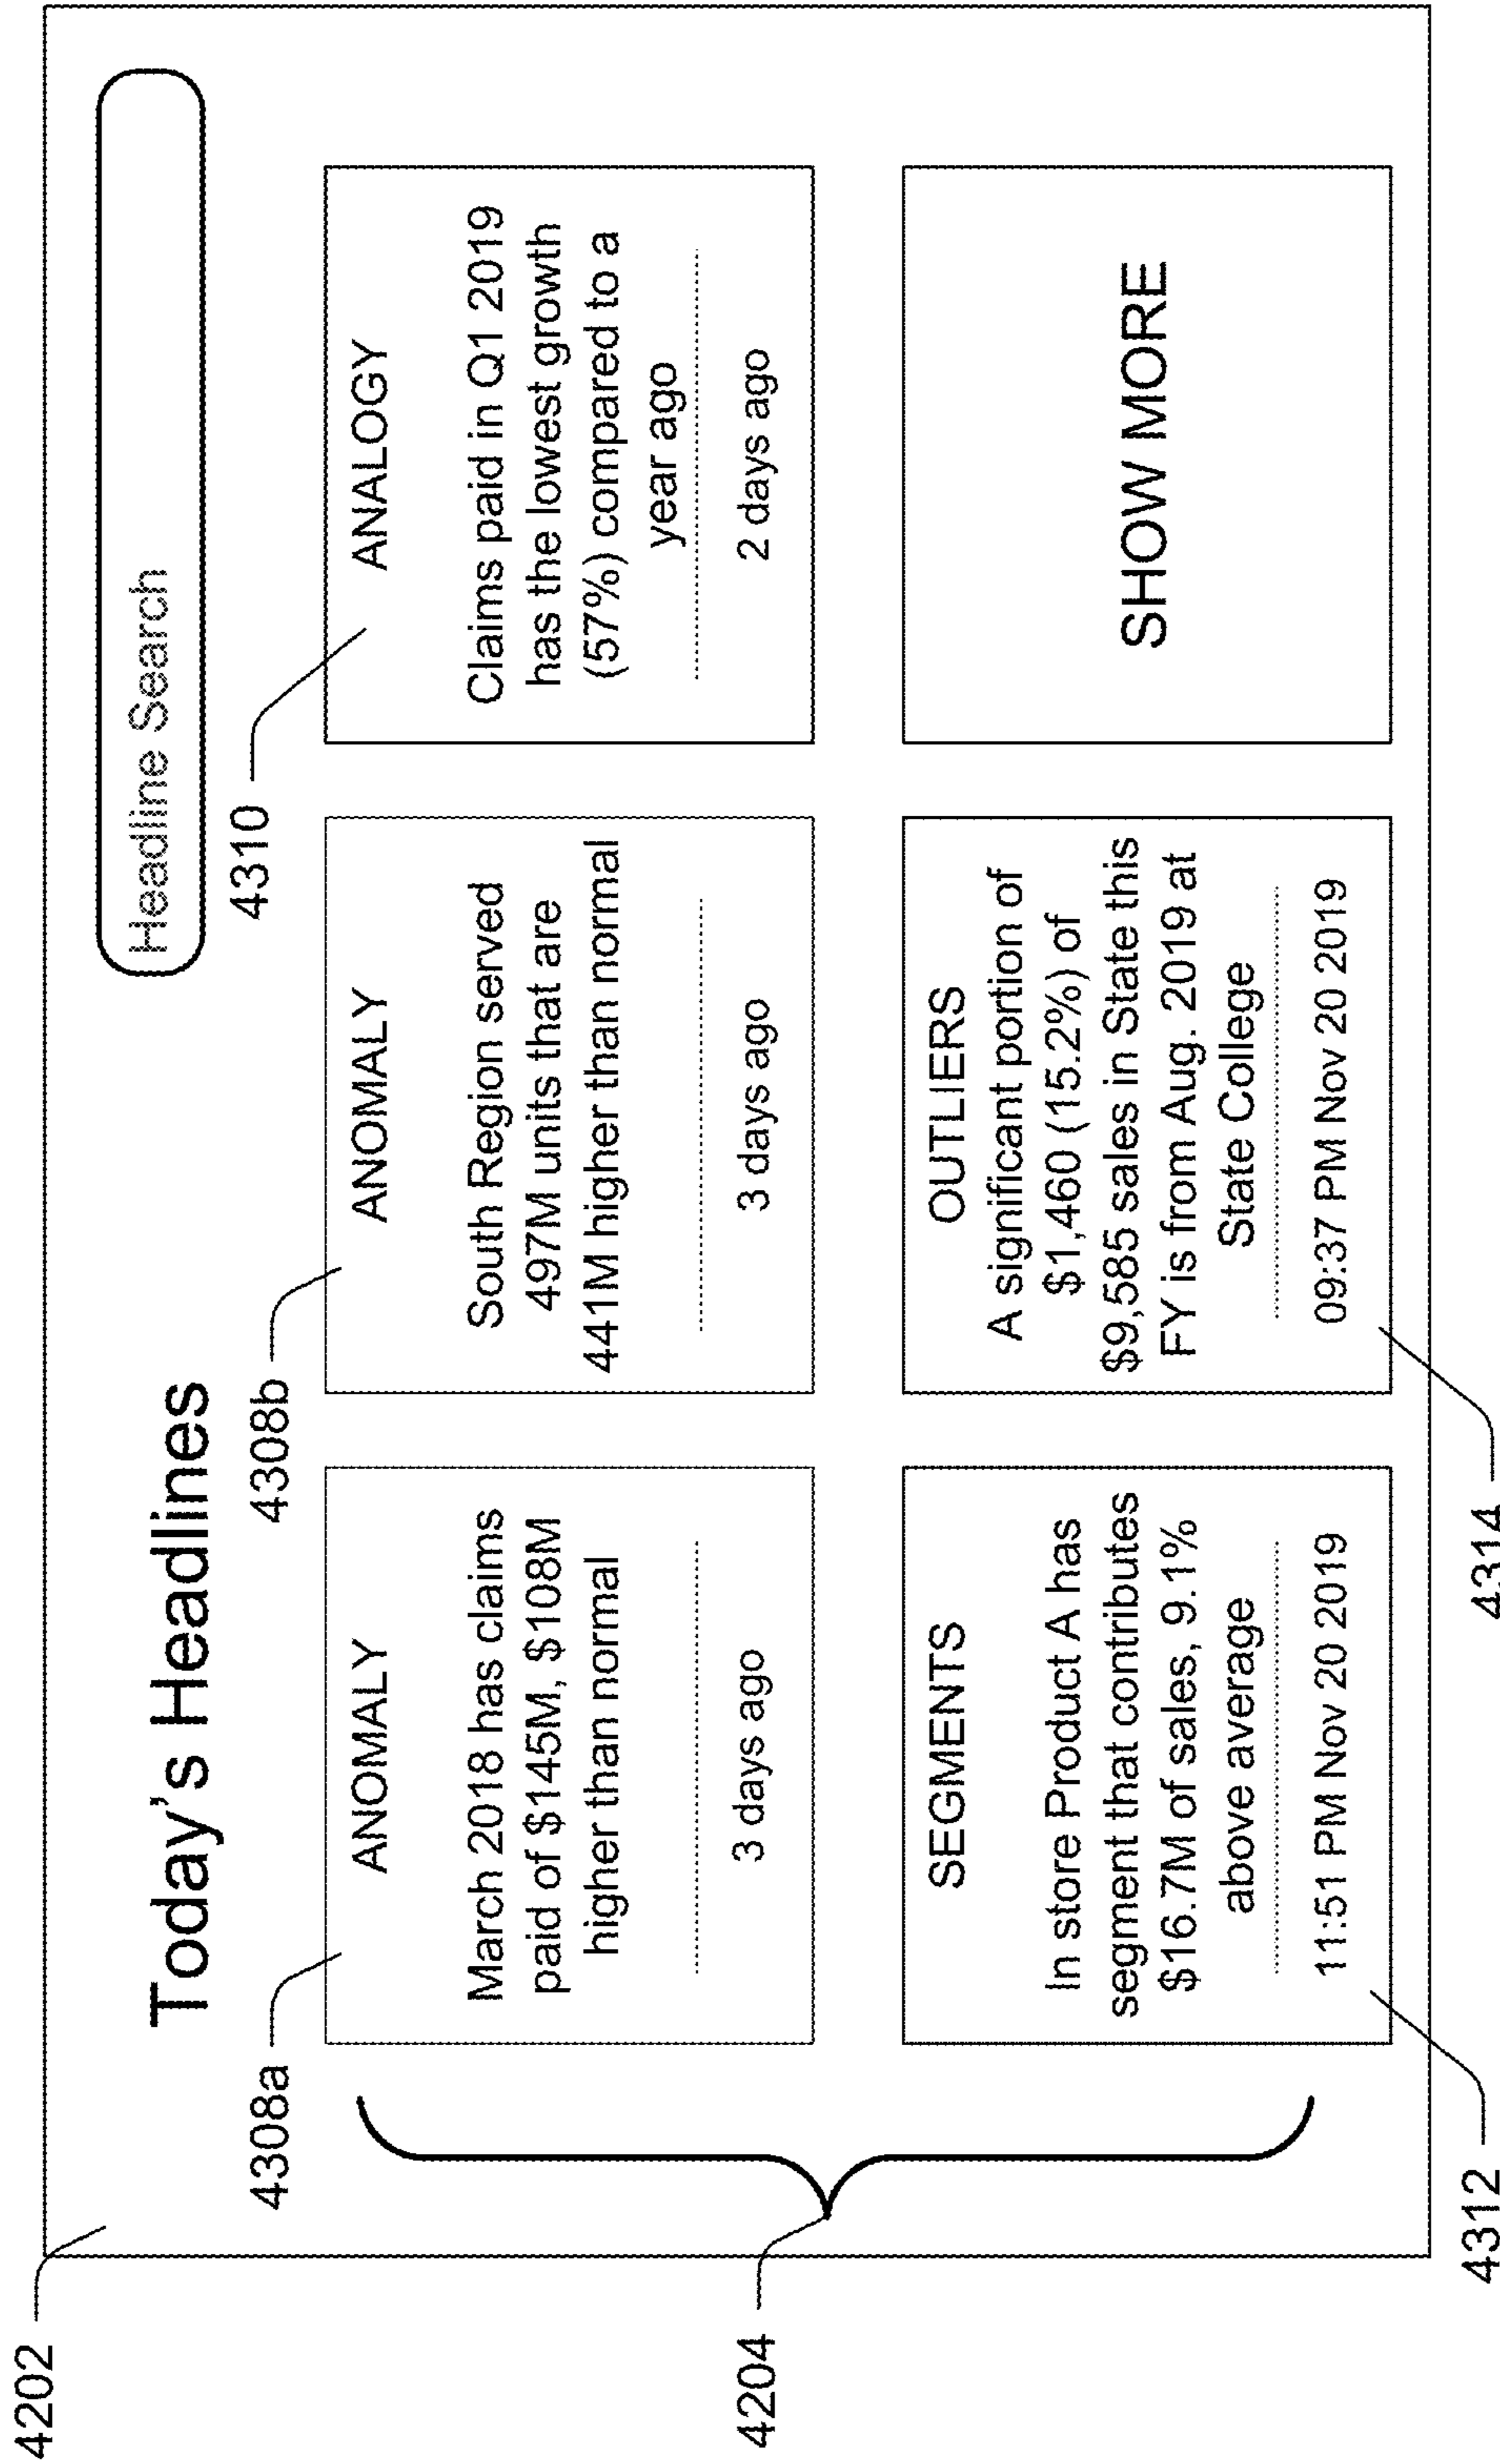 4202
Today's Headlines
Headline Search
4308a
4308b
4310
ANOMALY
March 2018 has claims
paid of $145M, $108M
higher than normal
3 days ago
ANOMALY
South Region served
497M units that are
441M higher than normal
3 days ago
ANALOGY
Claims paid in Q1 2019
has the lowest growth
(57%) compared to a
year ago
2 days ago
4204
SEGMENTS
In store Product A has
segment that contributes
$16.7M of sales, 9.1%
above average
11:51 PM Nov 20 2019
OUTLIERS
A significant portion of
$1,460 (15.2%) of
$9,585 sales in State this
FY is from Aug. 2019 at
State College
09:37 PM Nov 20 2019
SHOW MORE
4312
4314